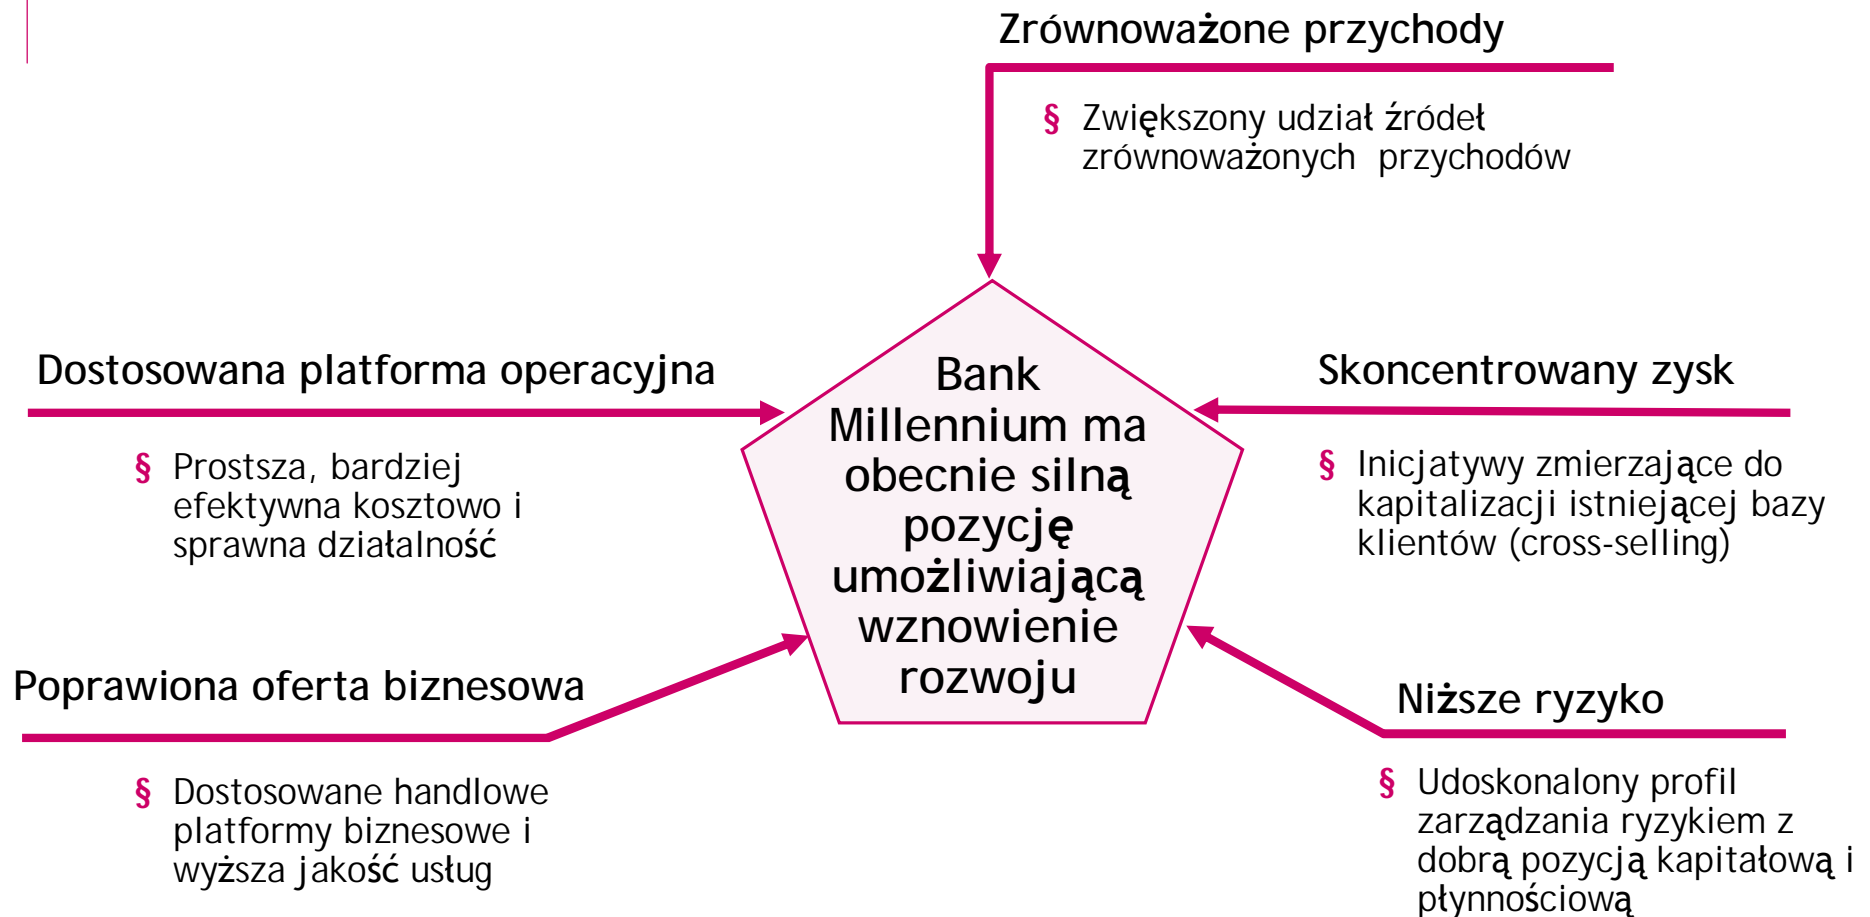 Zrównoważone przychody
§ Zwiększony udział źródeł
zrównoważonych przychodów
Dostosowana platforma operacyjna
§ Prostsza, bardziej
efektywna kosztowo i
sprawna działalność
Bank
Millennium ma
obecnie silną
pozycję
umożliwiającą
wznowienie
rozwoju
Skoncentrowany zysk
§ Inicjatywy zmierzające do
kapitalizacji istniejącej bazy
klientów (cross-selling)
Poprawiona oferta biznesowa
§ Dostosowane handlowe
platformy biznesowe i
wyższa jakość usług
Niższe ryzyko
§ Udoskonalony profil
zarządzania ryzykiem z
dobrą pozycją kapitałową i
płynnościową